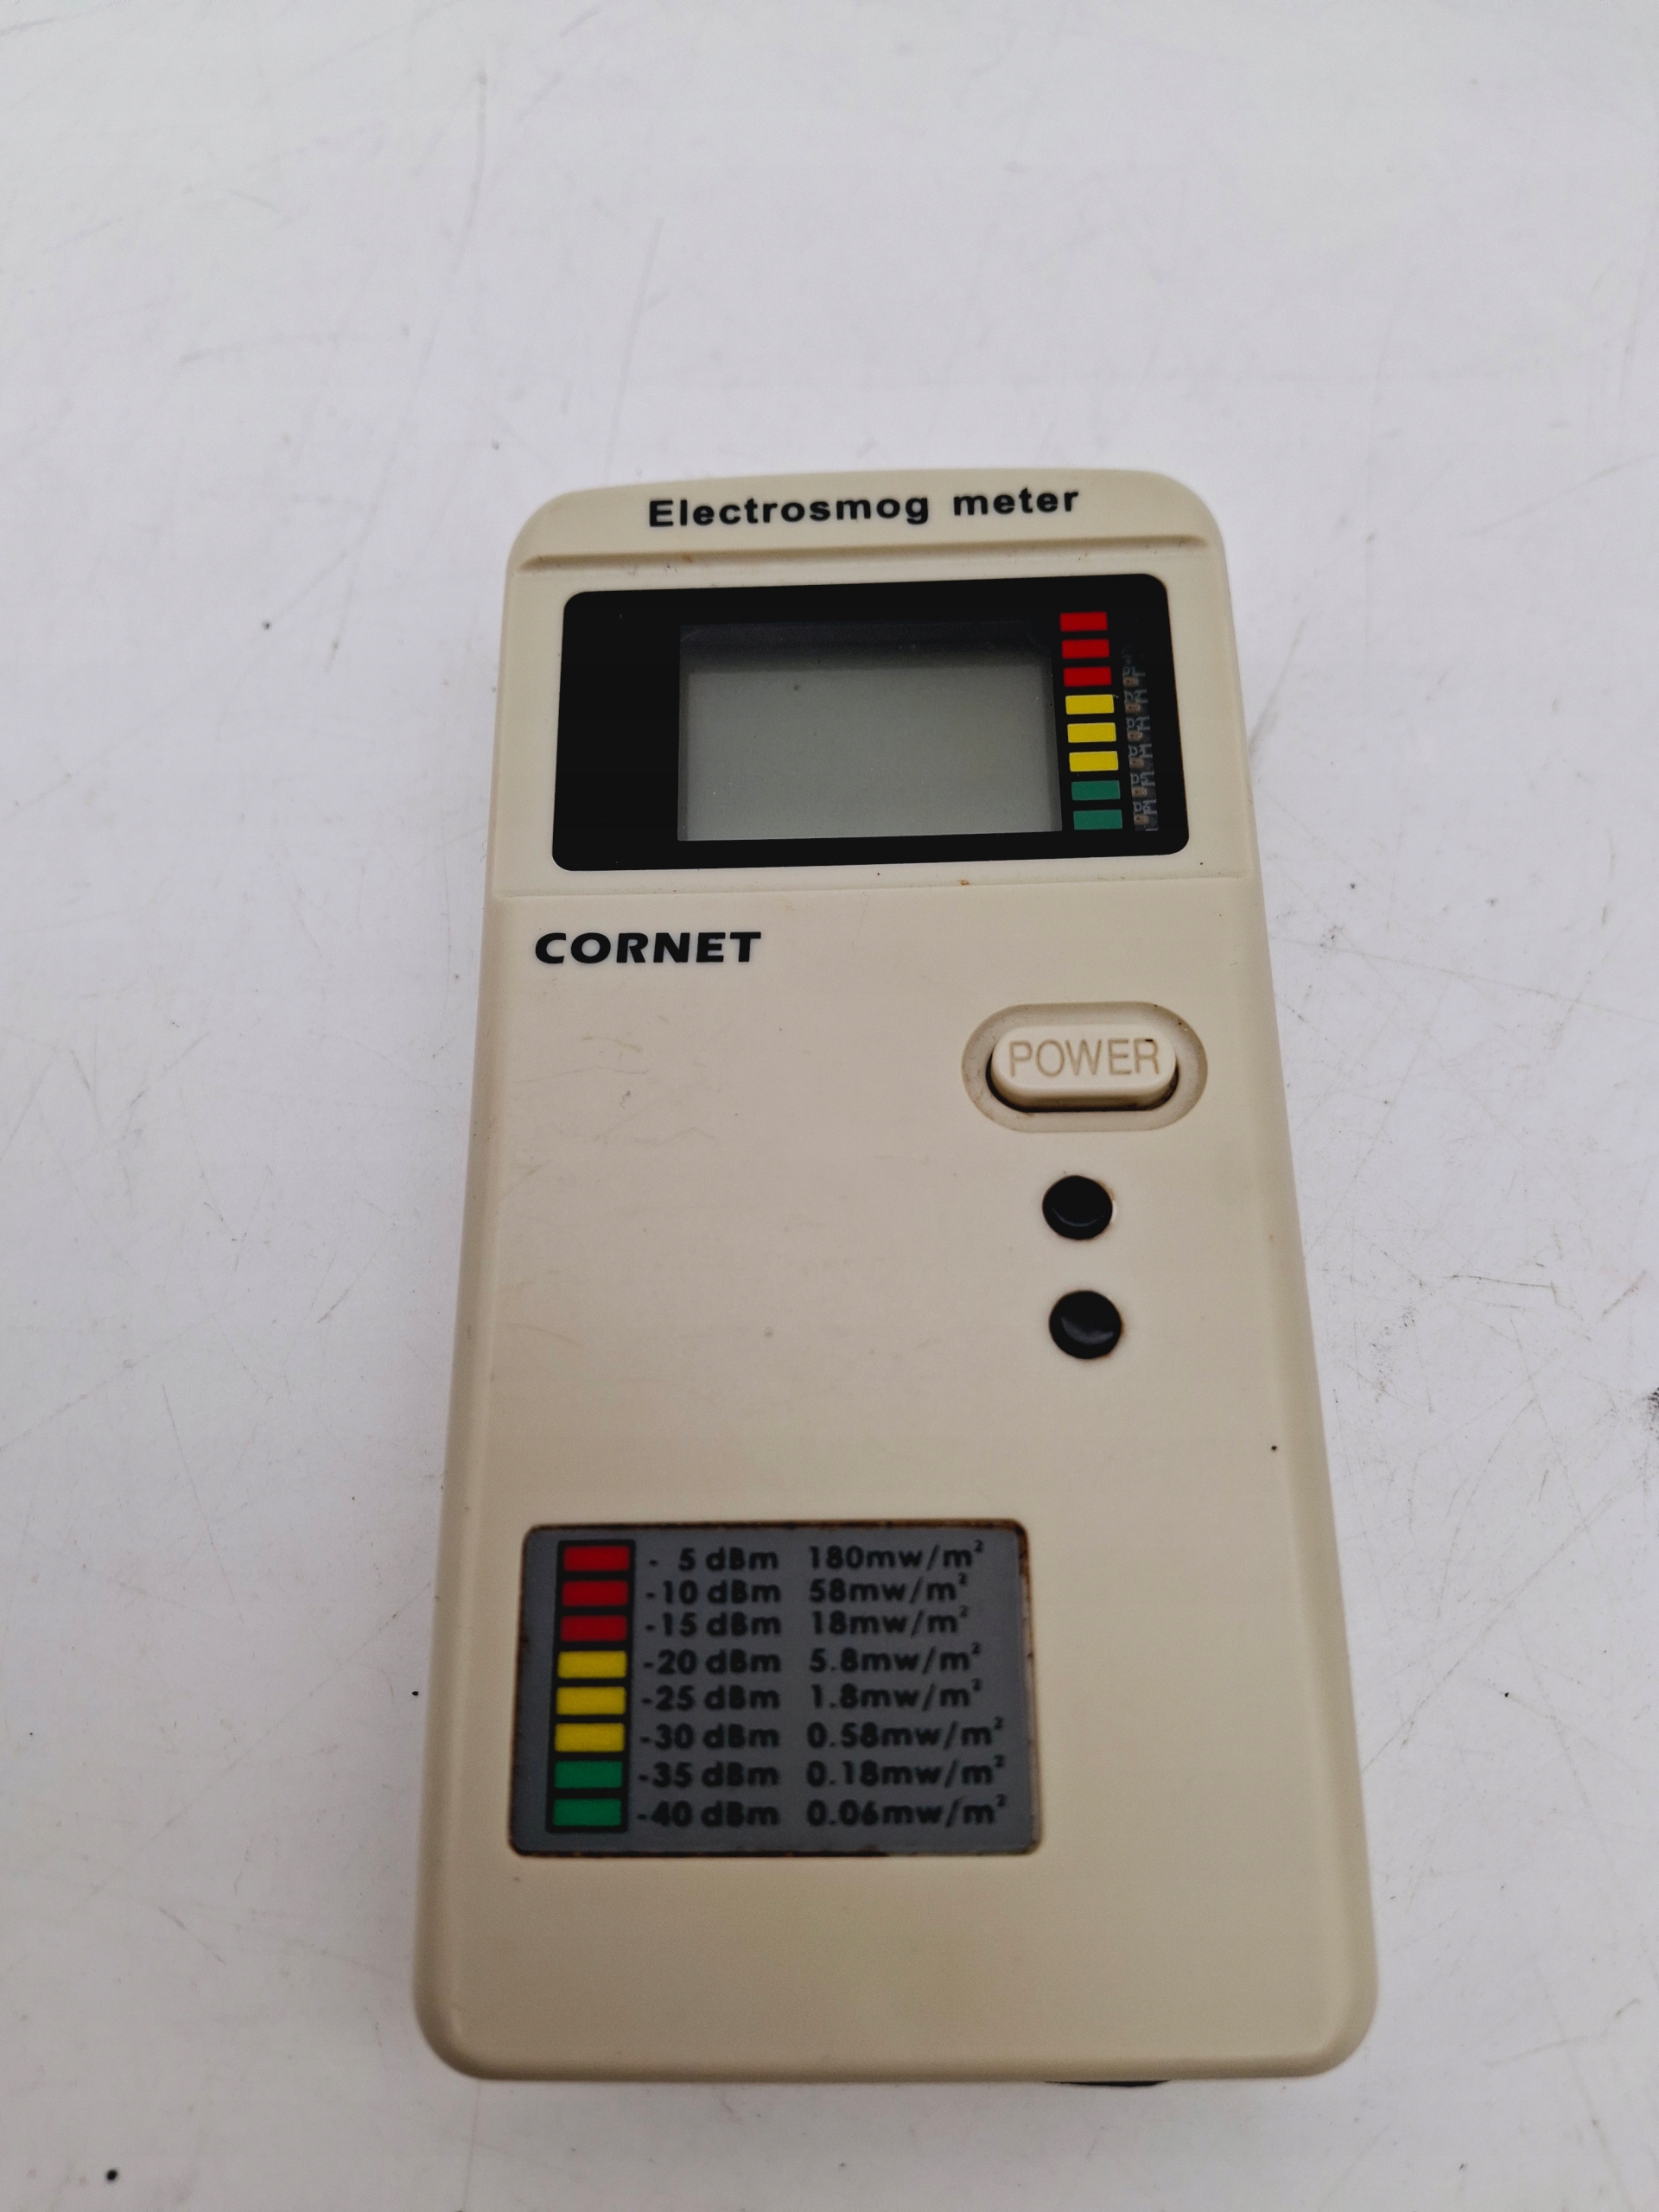 Electrosmog meter
CORNET
POWER
- 5 dBm 180mw/m²
-10 dBm 58mw/m²
-15 dBm 18mw/m²
-20 dBm 5.8mw/m²
-25 dBm 1.8mw/m²
-30 dBm 0.58mw/m²
-35 dBm 0.18mw/m²
-40 dBm 0.06mw/m²